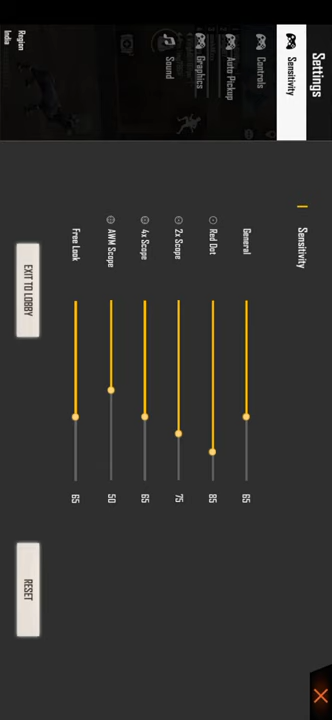 Settings
Sensitivity
Controls
Auto Pickup
Graphics
Sound
Region
India
Sensitivity
General 65
Red Dot 85
2x Scope 75
4x Scope 65
AWM Scope 50
Free Look 65
EXIT TO LOBBY
RESET